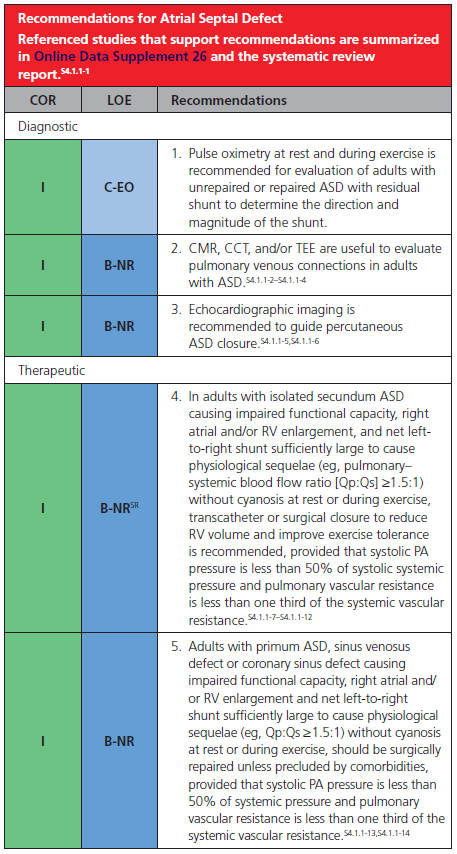 Recommendations for Atrial Septal Defect
Referenced studies that support recommendations are summarized
in Online Data Supplement 26 and the systematic review
report.S4.1.1-1
COR LOE Recommendations
Diagnostic
I C-EO
1. Pulse oximetry at rest and during exercise is
recommended for evaluation of adults with
unrepaired or repaired ASD with residual
shunt to determine the direction and
magnitude of the shunt.
I B-NR
2. CMR, CCT, and/or TEE are useful to evaluate
pulmonary venous connections in adults
with ASD.S4.1.1-2–S4.1.1-4
I B-NR
3. Echocardiographic imaging is
recommended to guide percutaneous
ASD closure.S4.1.1-5,S4.1.1-6
Therapeutic
I B-NRSR
4. In adults with isolated secundum ASD
causing impaired functional capacity, right
atrial and/or RV enlargement, and net left-
to-right shunt sufficiently large to cause
physiological sequelae (eg, pulmonary–
systemic blood flow ratio [Qp:Qs] ≥1.5:1)
without cyanosis at rest or during exercise,
transcatheter or surgical closure to reduce
RV volume and improve exercise tolerance
is recommended, provided that systolic PA
pressure is less than 50% of systolic systemic
pressure and pulmonary vascular resistance
is less than one third of the systemic vascular
resistance.S4.1.1-7–S4.1.1-12
I B-NR
5. Adults with primum ASD, sinus venosus
defect or coronary sinus defect causing
impaired functional capacity, right atrial and/
or RV enlargement and net left-to-right
shunt sufficiently large to cause physiological
sequelae (eg, Qp:Qs ≥1.5:1) without cyanosis
at rest or during exercise, should be surgically
repaired unless precluded by comorbidities,
provided that systolic PA pressure is less than
50% of systemic pressure and pulmonary
vascular resistance is less than one third of the
systemic vascular resistance.S4.1.1-13,S4.1.1-14